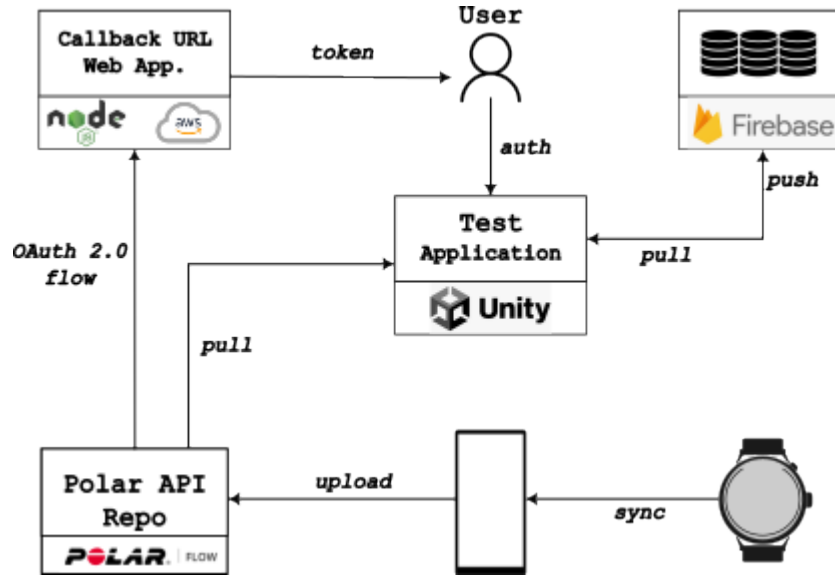 User
Callback URL
Web App.
token
node
JS
aws
Firebase
auth
push
Test
Application
OAuth 2.0
flow
pull
Unity
pull
Polar API
Repo
upload
sync
POLAR. | FLOW